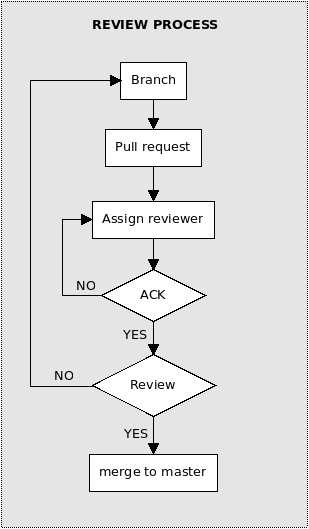 REVIEW PROCESS
Branch
Pull request
Assign reviewer
ACK
NO
YES
Review
NO
YES
merge to master